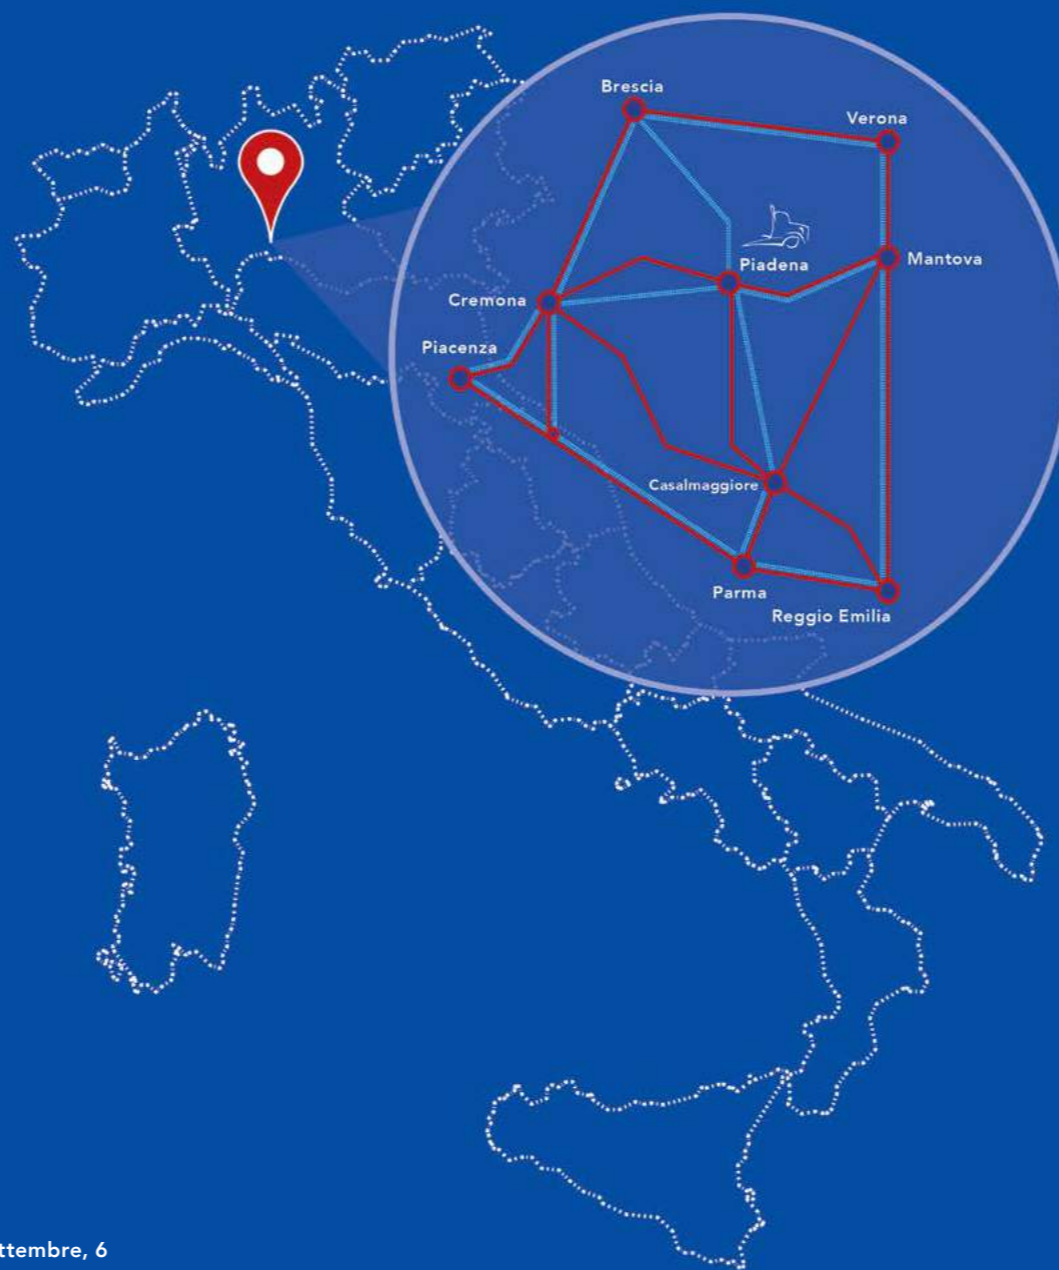 Brescia
Verona
Mantova
Piadena
Cremona
Piacenza
Casalmaggiore
Parma
Reggio Emilia
ttembre, 6